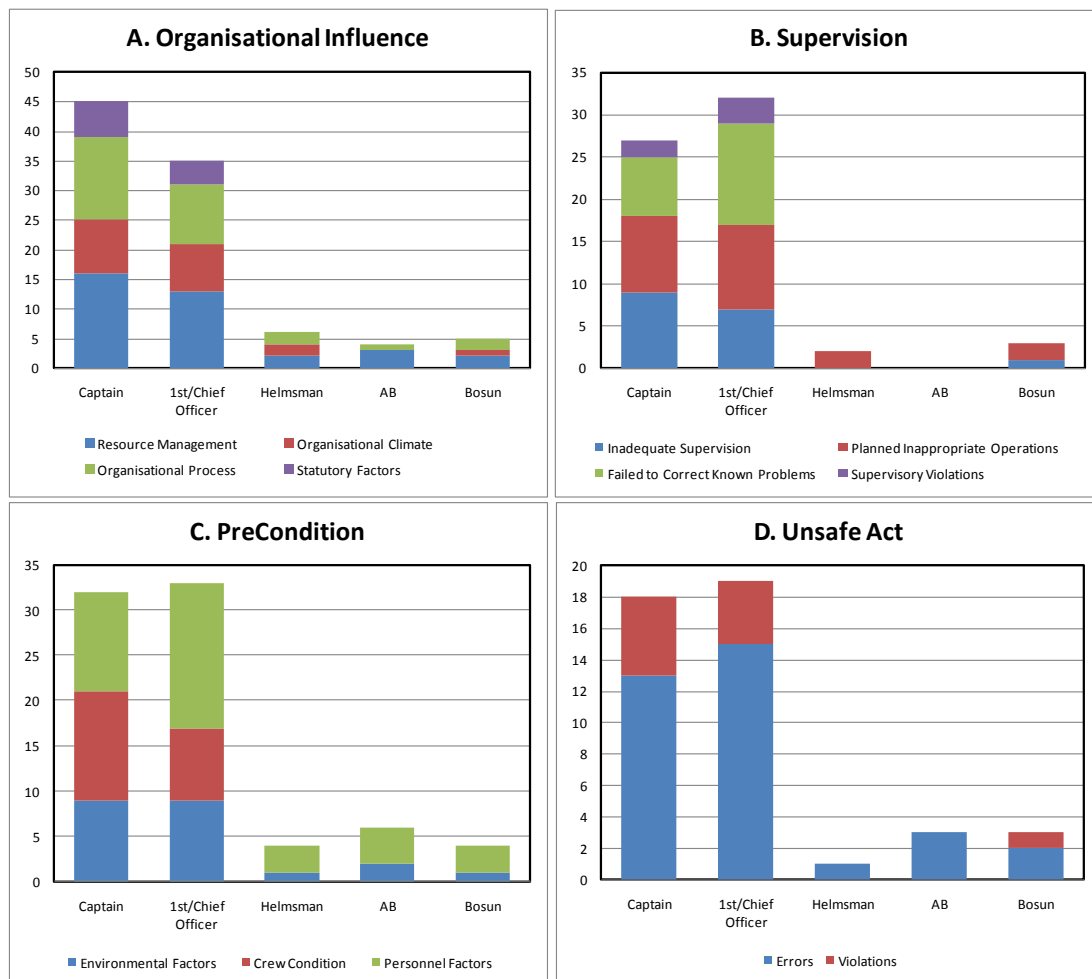 A. Organisational Influence
50
45
40
35
30
25
20
15
10
5
0
Captain 1st/Chief Officer Helmsman AB Bosun
Resource Management Organisational Climate
Organisational Process Statutory Factors
B. Supervision
35
30
25
20
15
10
5
0
Captain 1st/Chief Officer Helmsman AB Bosun
Inadequate Supervision Planned Inappropriate Operations
Failed to Correct Known Problems Supervisory Violations
C. PreCondition
35
30
25
20
15
10
5
0
Captain 1st/Chief Officer Helmsman AB Bosun
Environmental Factors Crew Condition Personnel Factors
D. Unsafe Act
20
18
16
14
12
10
8
6
4
2
0
Captain 1st/Chief Officer Helmsman AB Bosun
Errors Violations